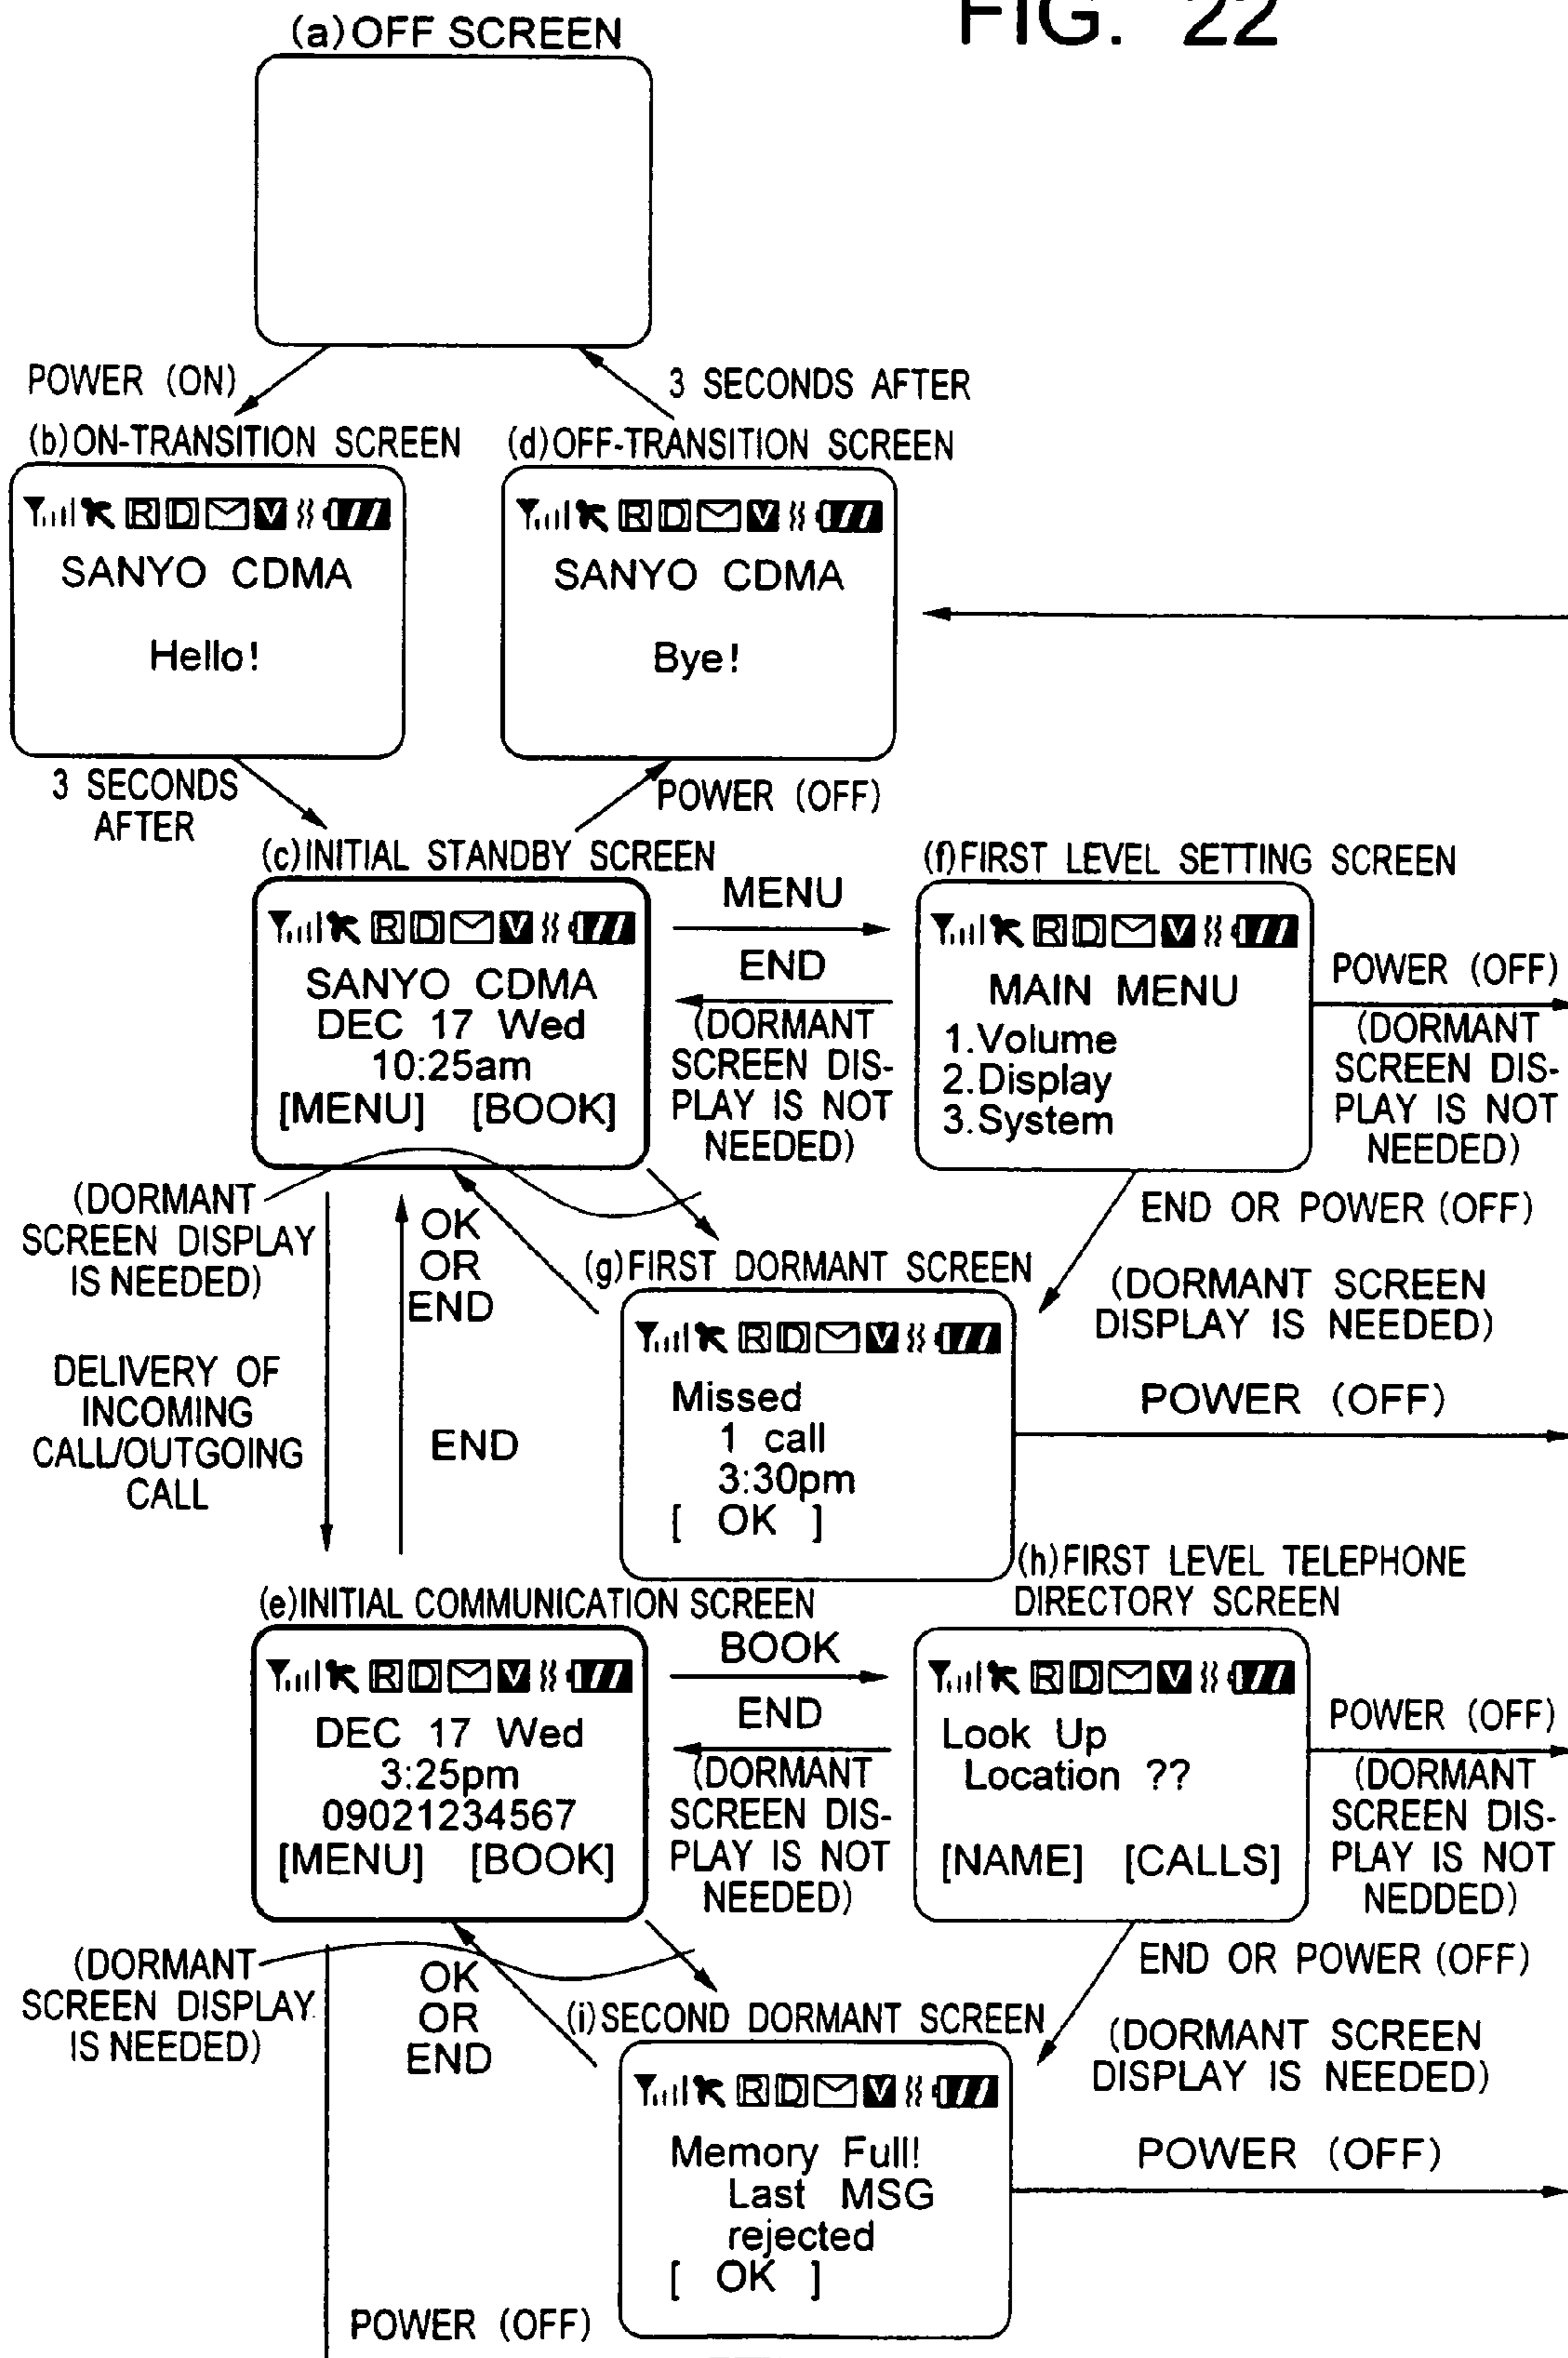 FIG. 22
(a)OFF SCREEN
POWER (ON)
3 SECONDS AFTER
(b)ON-TRANSITION SCREEN
R D V
SANYO CDMA
Hello!
(d)OFF-TRANSITION SCREEN
R D V
SANYO CDMA
Bye!
3 SECONDS
AFTER
POWER (OFF)
(c)INITIAL STANDBY SCREEN
R D V
SANYO CDMA
DEC 17 Wed
10:25am
[MENU] [BOOK]
MENU
END
(DORMANT
SCREEN DIS-
PLAY IS NOT
NEEDED)
(f)FIRST LEVEL SETTING SCREEN
R D V
MAIN MENU
1.Volume
2.Display
3.System
POWER (OFF)
(DORMANT
SCREEN DIS-
PLAY IS NOT
NEEDED)
(DORMANT
SCREEN DISPLAY
IS NEEDED)
OK
OR
END
END OR POWER (OFF)
(DORMANT SCREEN
DISPLAY IS NEEDED)
(g)FIRST DORMANT SCREEN
R D V
Missed
1 call
3:30pm
[ OK ]
POWER (OFF)
DELIVERY OF
INCOMING
CALL/OUTGOING
CALL
END
(e)INITIAL COMMUNICATION SCREEN
R D V
DEC 17 Wed
3:25pm
09021234567
[MENU] [BOOK]
BOOK
END
(DORMANT
SCREEN DIS-
PLAY IS NOT
NEEDED)
(h)FIRST LEVEL TELEPHONE
DIRECTORY SCREEN
R D V
Look Up
Location ??
[NAME] [CALLS]
POWER (OFF)
(DORMANT
SCREEN DIS-
PLAY IS NOT
NEDDED)
(DORMANT
SCREEN DISPLAY
IS NEEDED)
OK
OR
END
END OR POWER (OFF)
(DORMANT SCREEN
DISPLAY IS NEEDED)
(i)SECOND DORMANT SCREEN
R D V
Memory Full!
Last MSG
rejected
[ OK ]
POWER (OFF)
POWER (OFF)